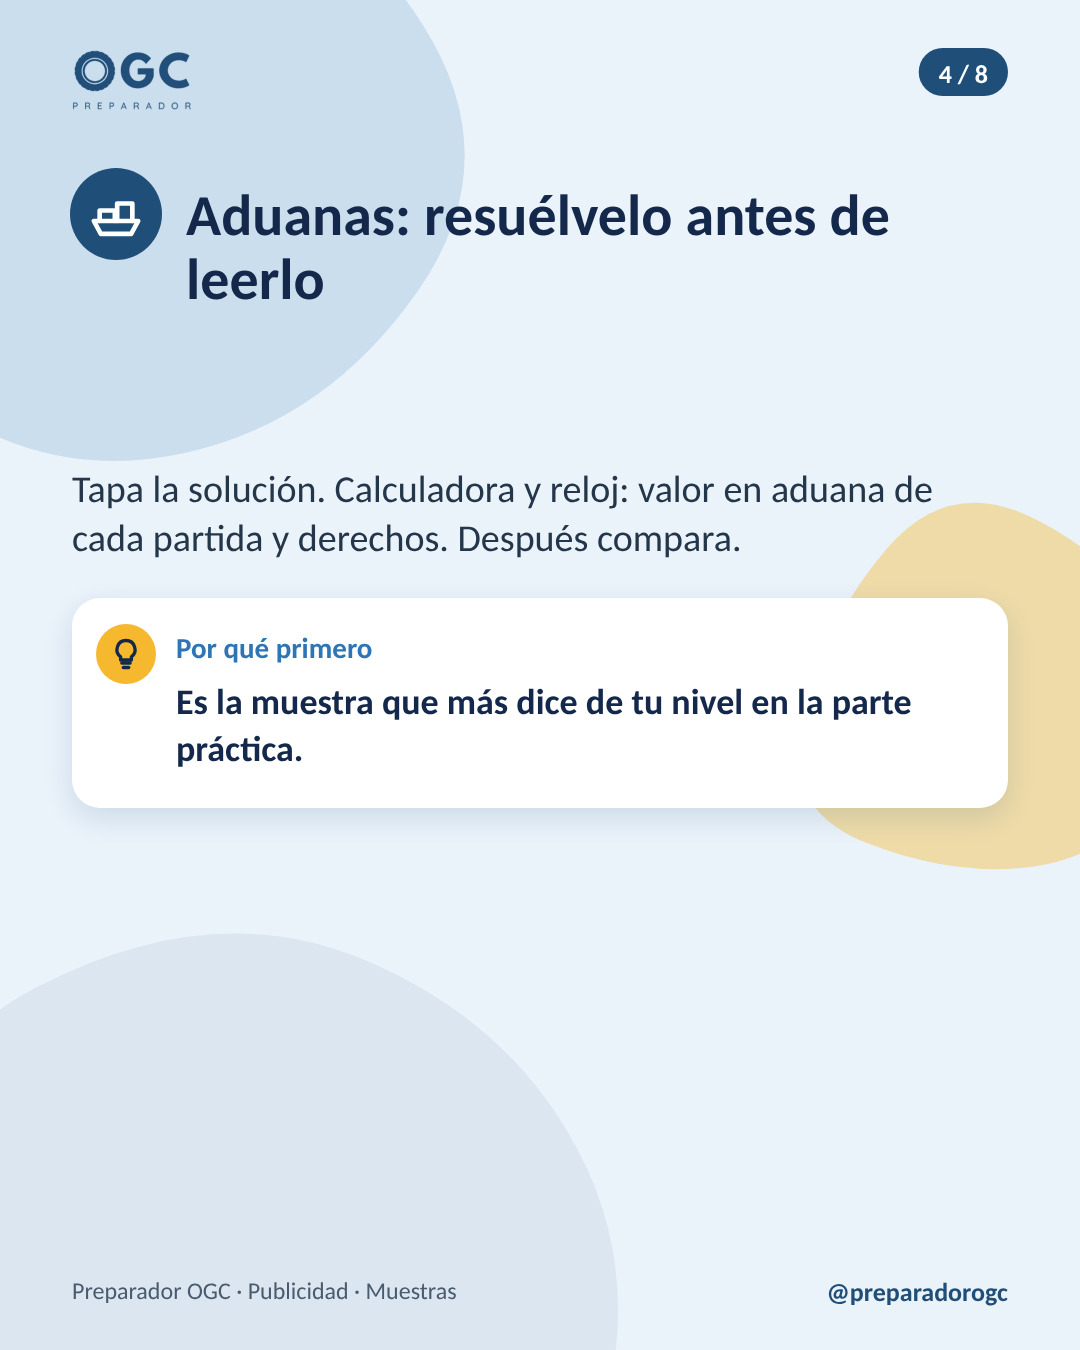 OGC
PREPARADOR
4 / 8
Aduanas: resuélvelo antes de
leerlo
Tapa la solución. Calculadora y reloj: valor en aduana de
cada partida y derechos. Después compara.
Por qué primero
Es la muestra que más dice de tu nivel en la parte
práctica.
Preparador OGC · Publicidad · Muestras
@preparadorogc